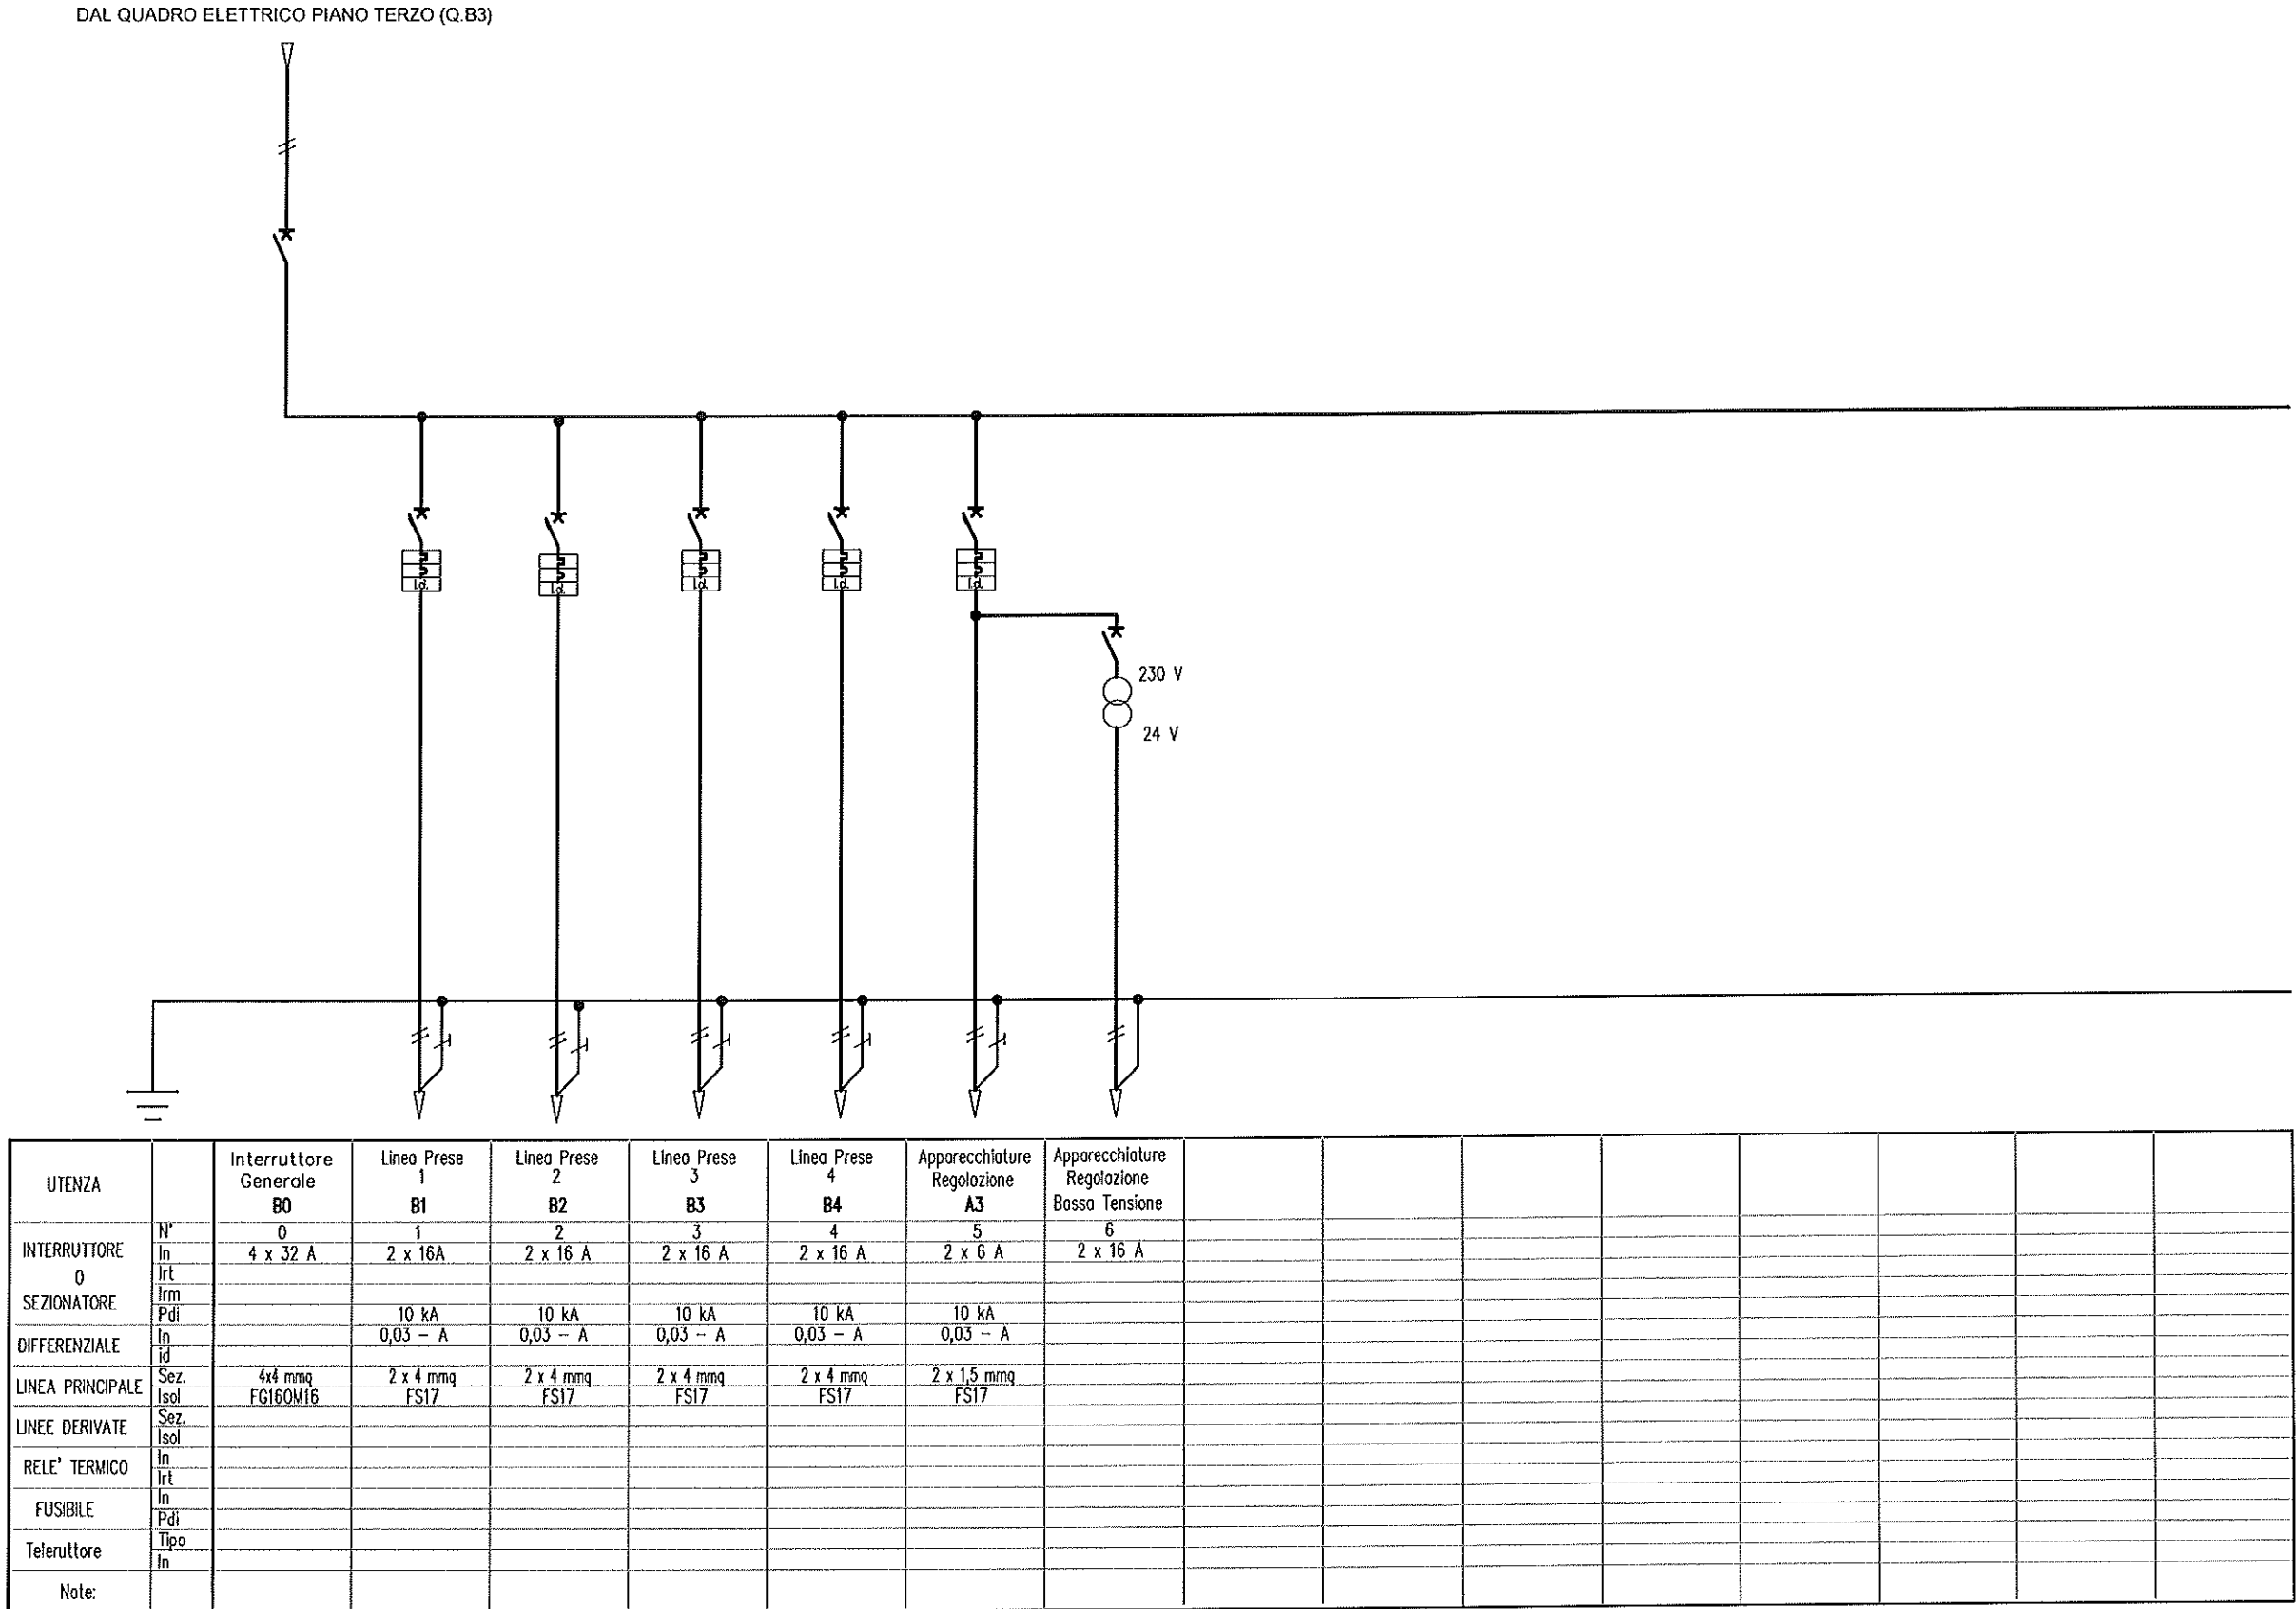 DAL QUADRO ELETTRICO PIANO TERZO (Q.B3)
I.d. I.d. I.d. I.d. I.d.
230 V
24 V
UTENZA
Interruttore Generale B0
Linea Prese 1 B1
Linea Prese 2 B2
Linea Prese 3 B3
Linea Prese 4 B4
Apparecchiature Regolazione A3
Apparecchiature Regolazione Bassa Tensione
INTERRUTTORE O SEZIONATORE
N° 0 1 2 3 4 5 6
In 4 x 32 A 2 x 16A 2 x 16 A 2 x 16 A 2 x 16 A 2 x 6 A 2 x 16 A
Irt
Irm
Pdi 10 kA 10 kA 10 kA 10 kA 10 kA
DIFFERENZIALE
In 0,03 - A 0,03 - A 0,03 - A 0,03 - A 0,03 - A
id
LINEA PRINCIPALE
Sez. 4x4 mmq 2 x 4 mmq 2 x 4 mmq 2 x 4 mmq 2 x 4 mmq 2 x 1,5 mmq
Isol FG16OM16 FS17 FS17 FS17 FS17 FS17
LINEE DERIVATE
Sez.
Isol
RELE' TERMICO
In
Irt
FUSIBILE
In
Pdi
Teleruttore
Tipo
In
Note: